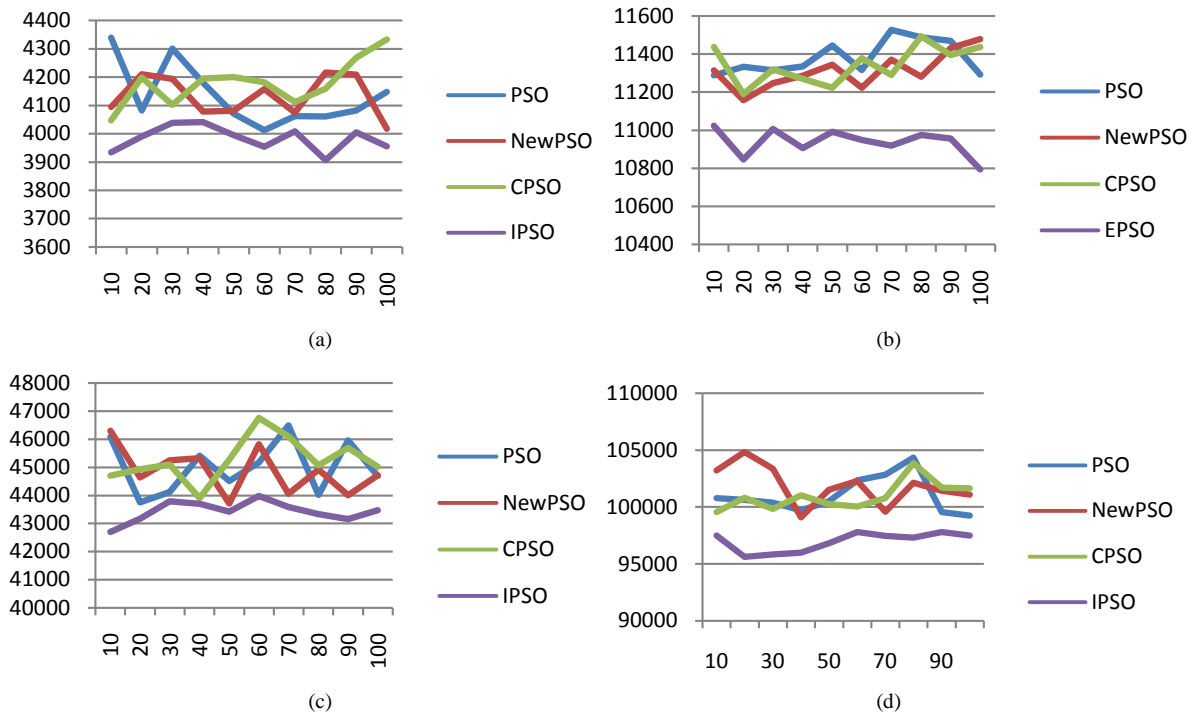 4400
4300
4200
4100
4000
3900
3800
3700
3600
10 20 30 40 50 60 70 80 90 100
PSO
NewPSO
CPSO
IPSO
(a)
11600
11400
11200
11000
10800
10600
10400
10 20 30 40 50 60 70 80 90 100
PSO
NewPSO
CPSO
EPSO
(b)
48000
47000
46000
45000
44000
43000
42000
41000
40000
10 20 30 40 50 60 70 80 90 100
PSO
NewPSO
CPSO
IPSO
(c)
110000
105000
100000
95000
90000
10 30 50 70 90
PSO
NewPSO
CPSO
IPSO
(d)